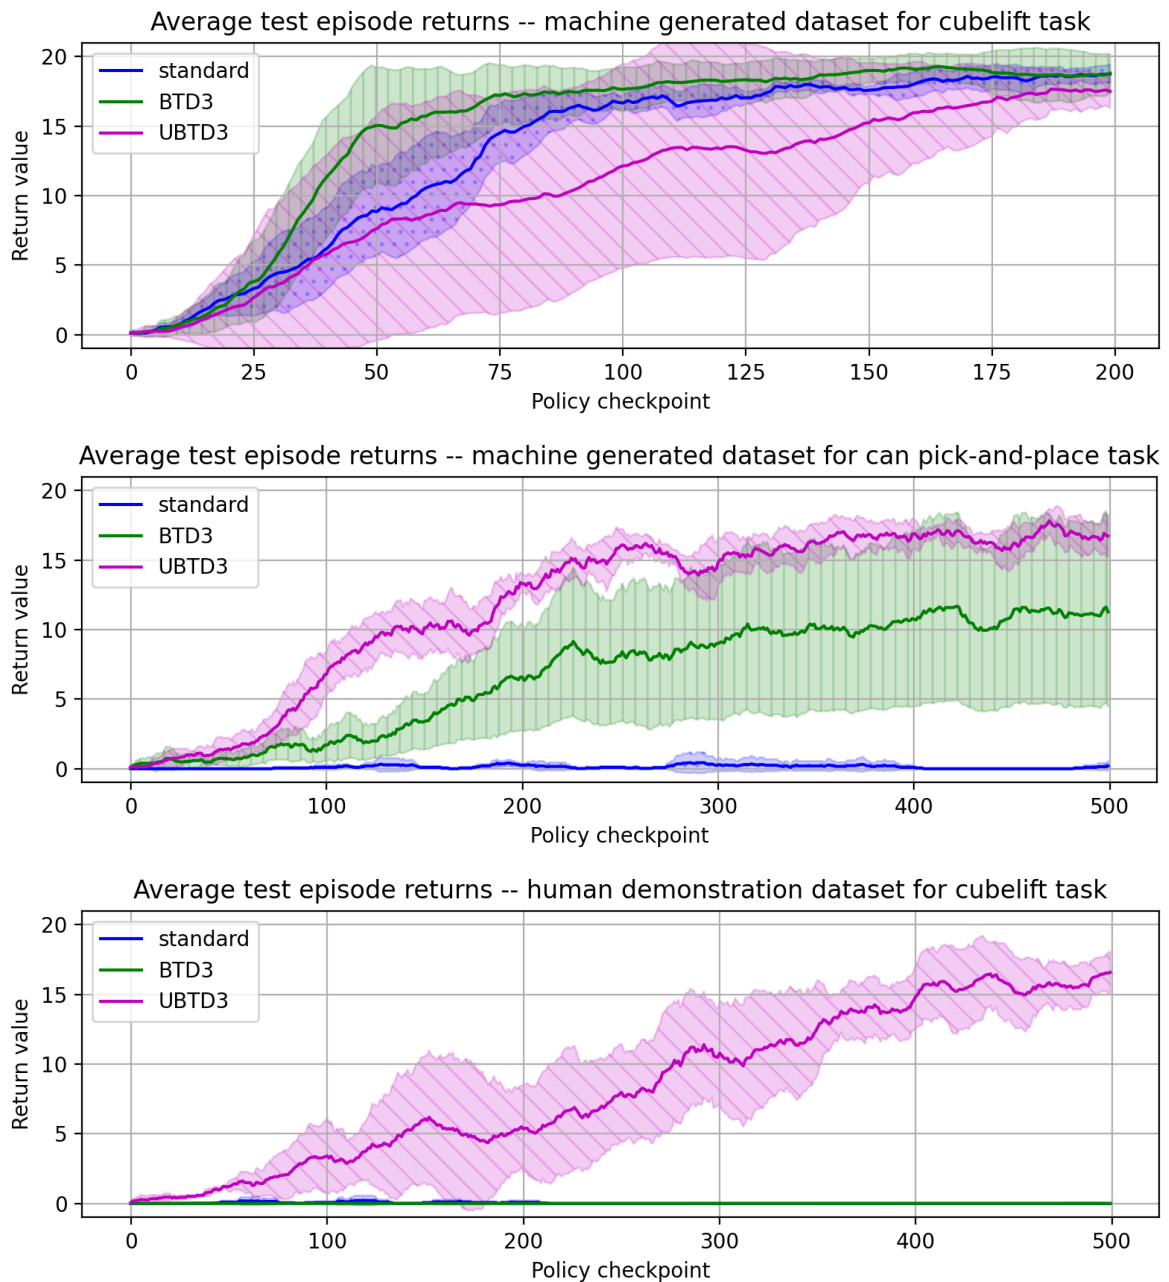 Average test episode returns -- machine generated dataset for cubelift task
standard
BTD3
UBTD3
Return value
20
15
10
5
0
0 25 50 75 100 125 150 175 200
Policy checkpoint
Average test episode returns -- machine generated dataset for can pick-and-place task
standard
BTD3
UBTD3
Return value
20
15
10
5
0
0 100 200 300 400 500
Policy checkpoint
Average test episode returns -- human demonstration dataset for cubelift task
standard
BTD3
UBTD3
Return value
20
15
10
5
0
0 100 200 300 400 500
Policy checkpoint